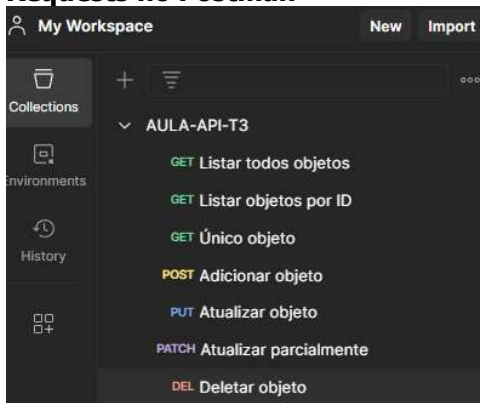 Requests no Postman
My Workspace
New
Import
Collections
AULA-API-T3
GET Listar todos objetos
GET Listar objetos por ID
Environments
GET Único objeto
History
POST Adicionar objeto
PUT Atualizar objeto
PATCH Atualizar parcialmente
DEL Deletar objeto